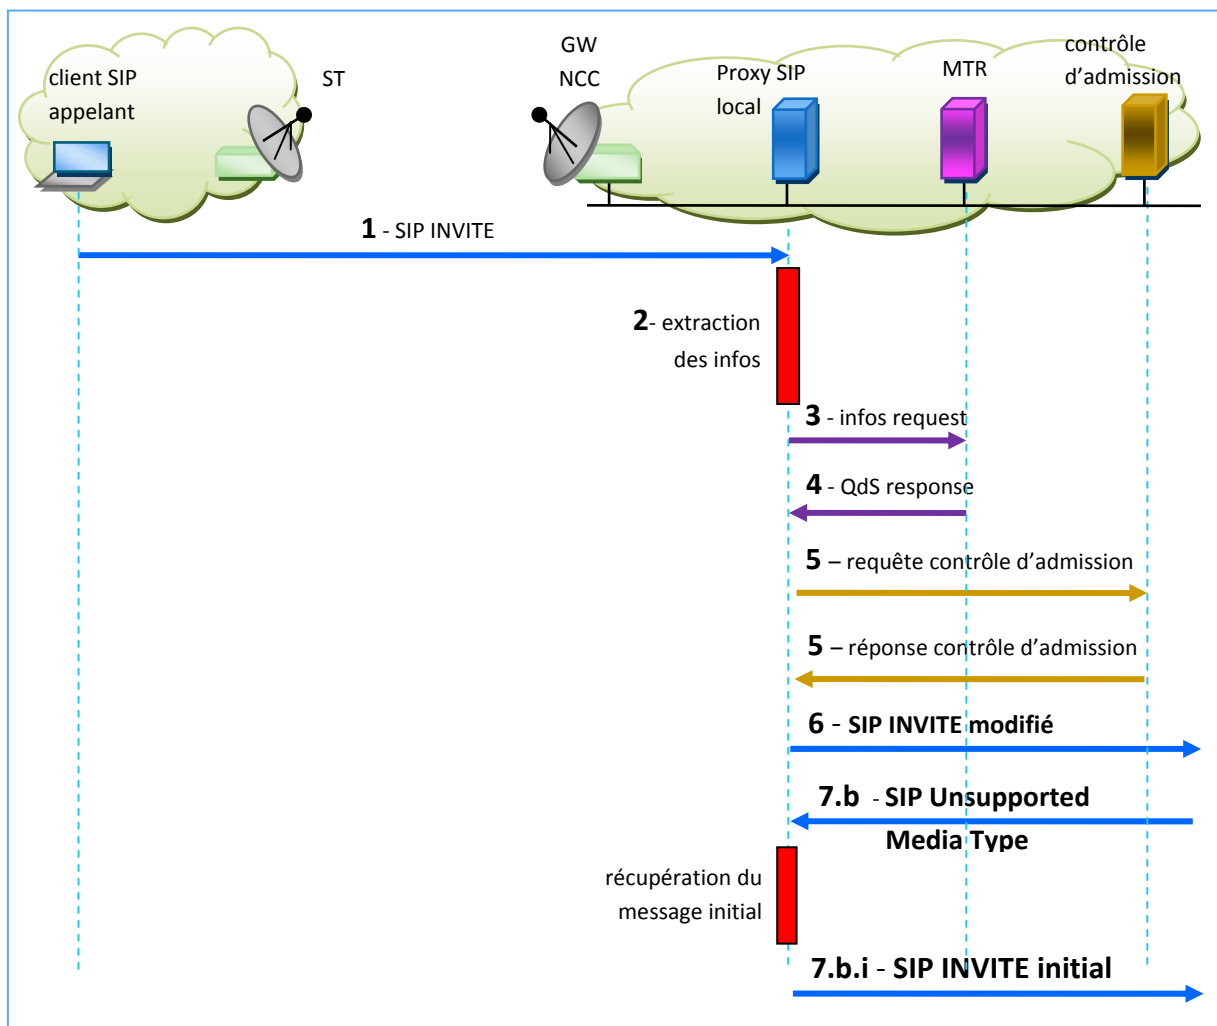 client SIP
appelant
ST
GW
NCC
Proxy SIP
local
MTR
contrôle
d’admission
1 - SIP INVITE
2- extraction
des infos
3 - infos request
4 - QdS response
5 – requête contrôle d’admission
5 – réponse contrôle d’admission
6 - SIP INVITE modifié
7.b - SIP Unsupported
Media Type
récupération du
message initial
7.b.i - SIP INVITE initial